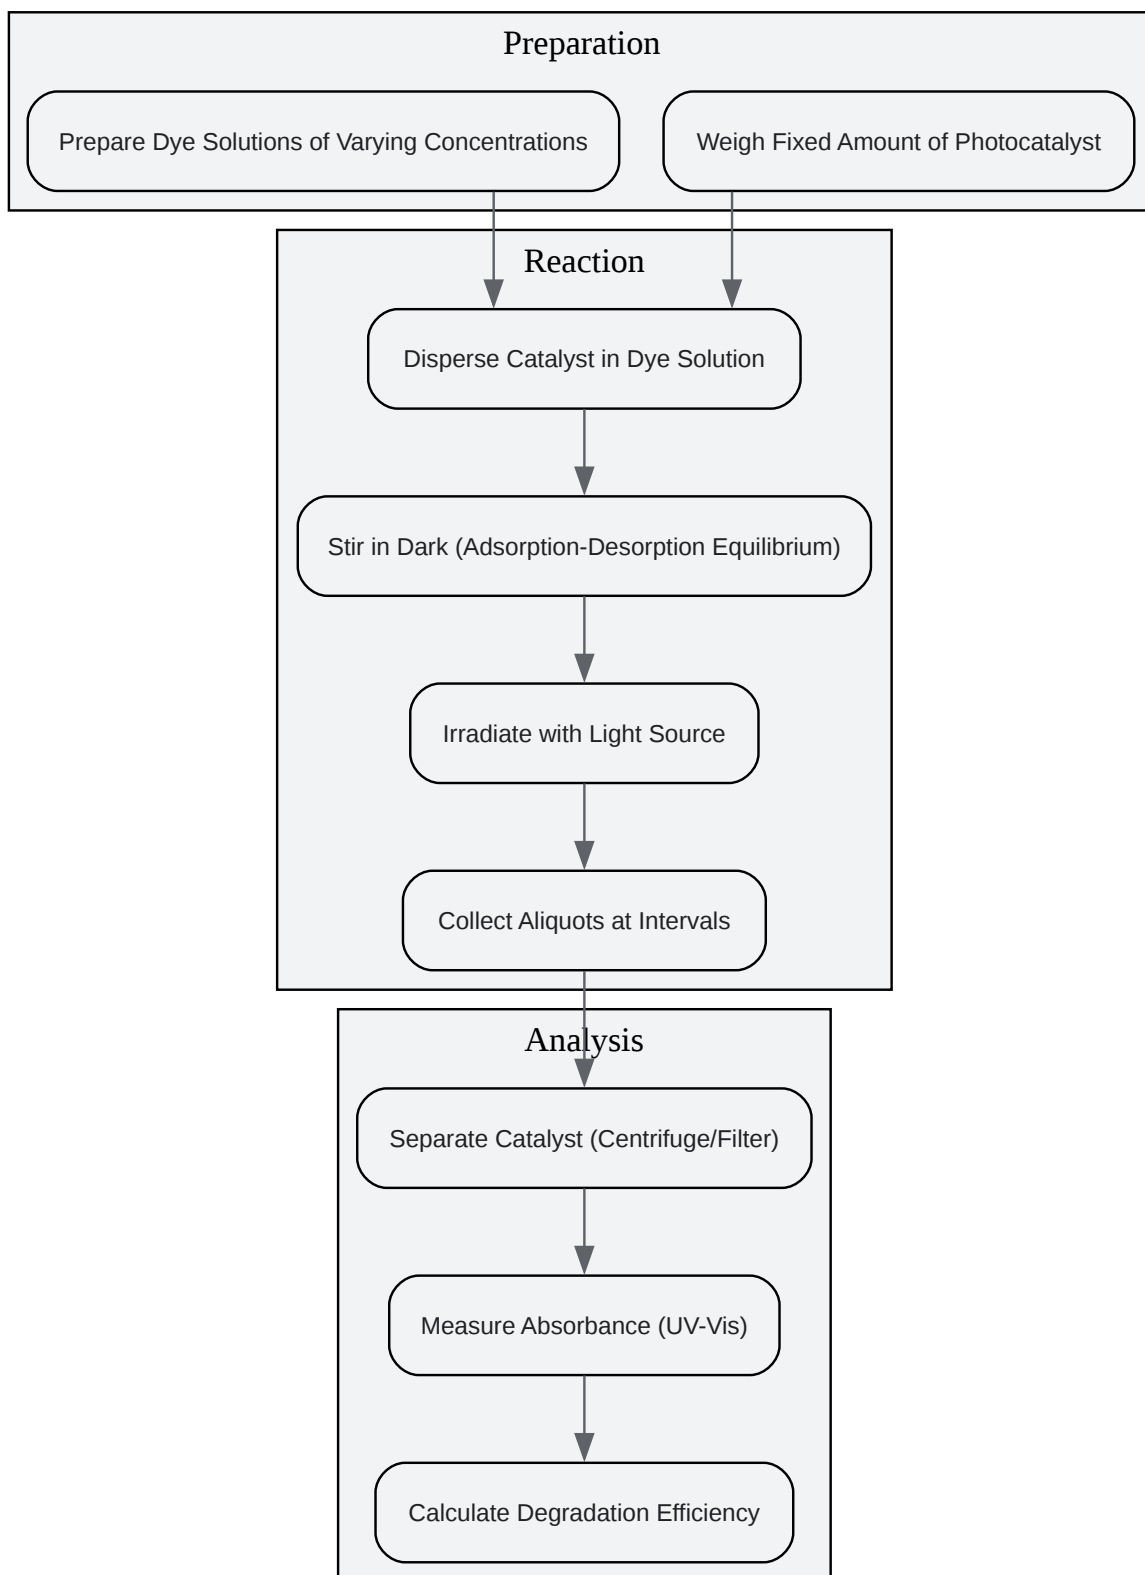 Preparation
Prepare Dye Solutions of Varying Concentrations
Weigh Fixed Amount of Photocatalyst
Reaction
Disperse Catalyst in Dye Solution
Stir in Dark (Adsorption-Desorption Equilibrium)
Irradiate with Light Source
Collect Aliquots at Intervals
Analysis
Separate Catalyst (Centrifuge/Filter)
Measure Absorbance (UV-Vis)
Calculate Degradation Efficiency